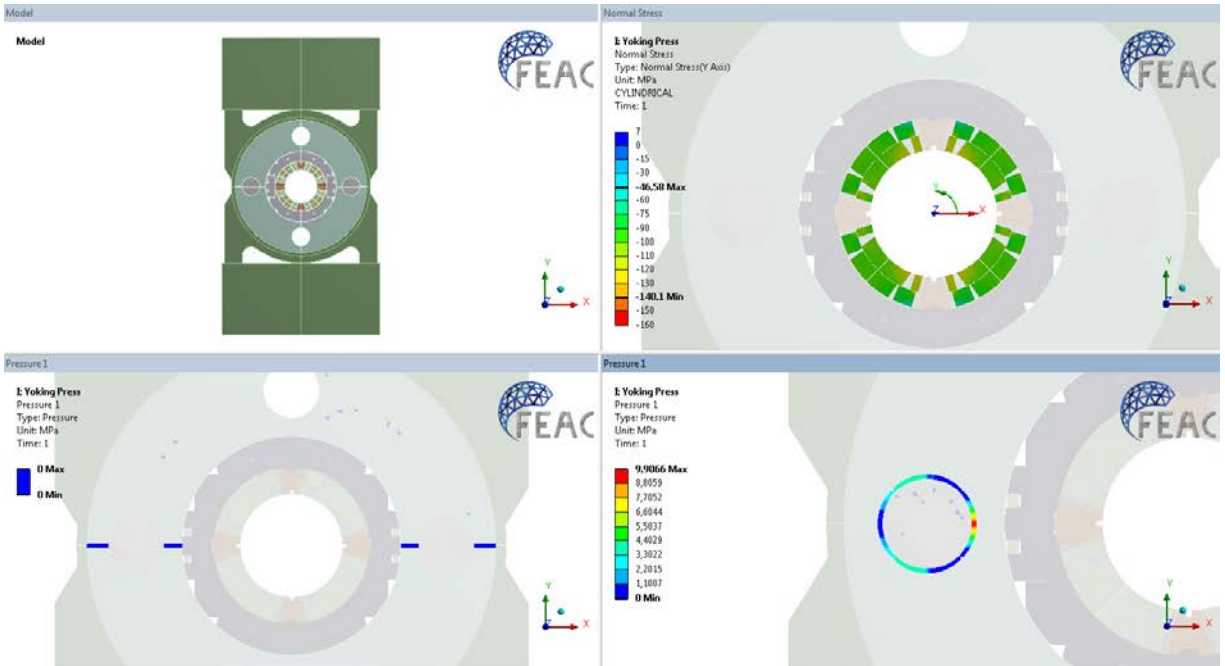 Model
Model
FEAC
Y
X
Z
Normal Stress
I: Yoking Press
Normal Stress
Type: Normal Stress(Y Axis)
Unit: MPa
CYLINDRICAL
Time: 1
7
0
-15
-30
-46,58 Max
-60
-75
-90
-100
-110
-120
-130
-140,1 Min
-150
-160
FEAC
Y
X
Z
Y
X
Z
Pressure 1
I: Yoking Press
Pressure 1
Type: Pressure
Unit: MPa
Time: 1
0 Max
0 Min
FEAC
Y
X
Z
Pressure 1
I: Yoking Press
Pressure 1
Type: Pressure
Unit: MPa
Time: 1
9,9066 Max
8,8059
7,7052
6,6044
5,5037
4,4029
3,3022
2,2015
1,1007
0 Min
FEAC
Y
X
Z